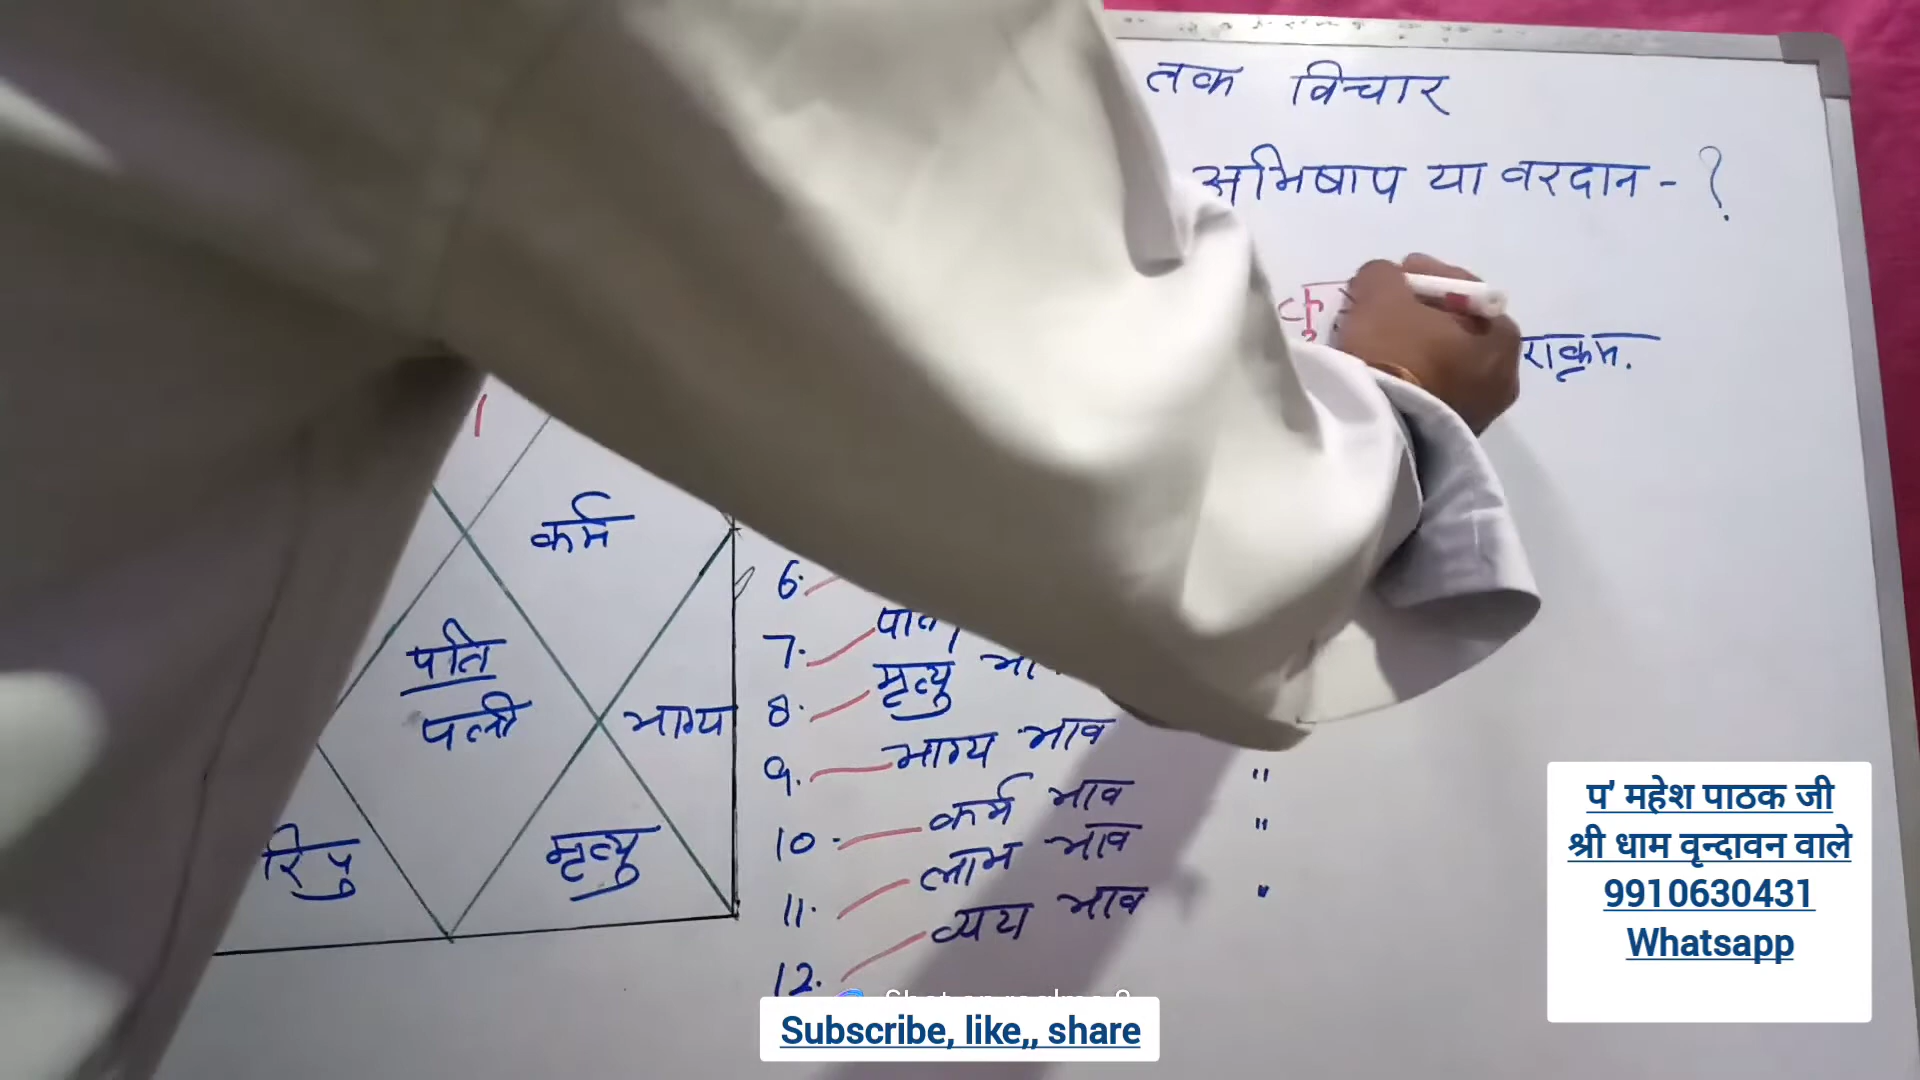 तक विचार
अभिषाप या वरदान - ?
कर्म
पति
पत्नी
भाग्य
रिपु
मृत्यु
6.
7.
8. मृत्यु
9. भाग्य भाव
10. कर्म भाव "
11. लाभ भाव "
12. व्यय भाव "
प' महेश पाठक जी
श्री धाम वृन्दावन वाले
9910630431
Whatsapp
Subscribe, like,, share